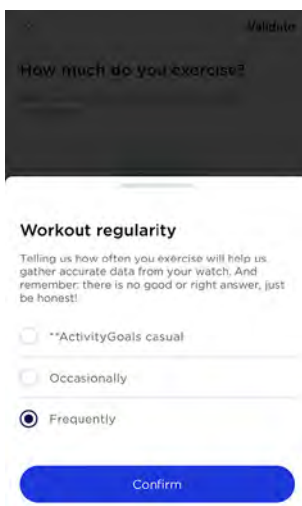 Validate
How much do you exercise?
Workout regularity
Telling us how often you exercise will help us
gather accurate data from your watch. And
remember: there is no good or right answer, just
be honest!
**ActivityGoals casual
Occasionally
Frequently
Confirm